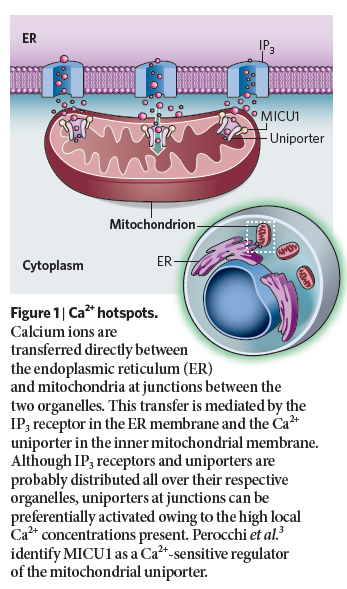 ER
IP3
MICU1
Uniporter
Mitochondrion
ER
Cytoplasm
Figure 1 | Ca²⁺ hotspots.
Calcium ions are
transferred directly between
the endoplasmic reticulum (ER)
and mitochondria at junctions between the
two organelles. This transfer is mediated by the
IP₃ receptor in the ER membrane and the Ca²⁺
uniporter in the inner mitochondrial membrane.
Although IP₃ receptors and uniporters are
probably distributed all over their respective
organelles, uniporters at junctions can be
preferentially activated owing to the high local
Ca²⁺ concentrations present. Perocchi et al.³
identify MICU1 as a Ca²⁺-sensitive regulator
of the mitochondrial uniporter.